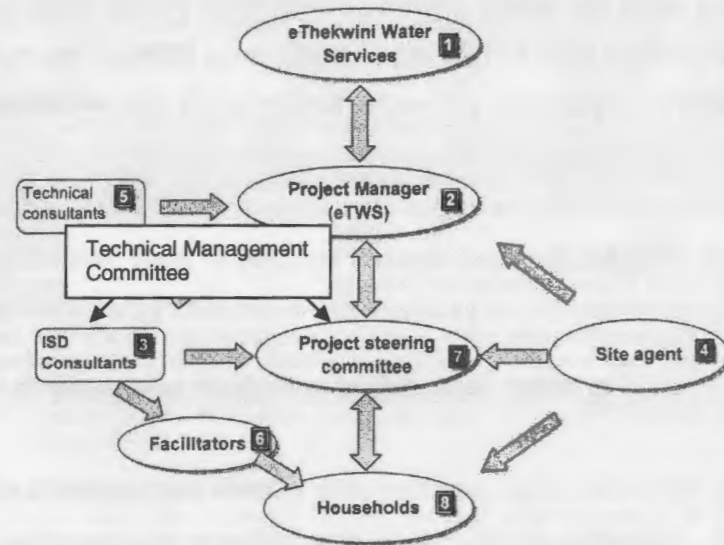 eThekwini Water
Services
1
Technical
consultants
5
Project Manager
(eTWS)
2
Technical Management
Committee
ISD
Consultants
3
Project steering
committee
7
Site agent
4
Facilitators
6
Households
8